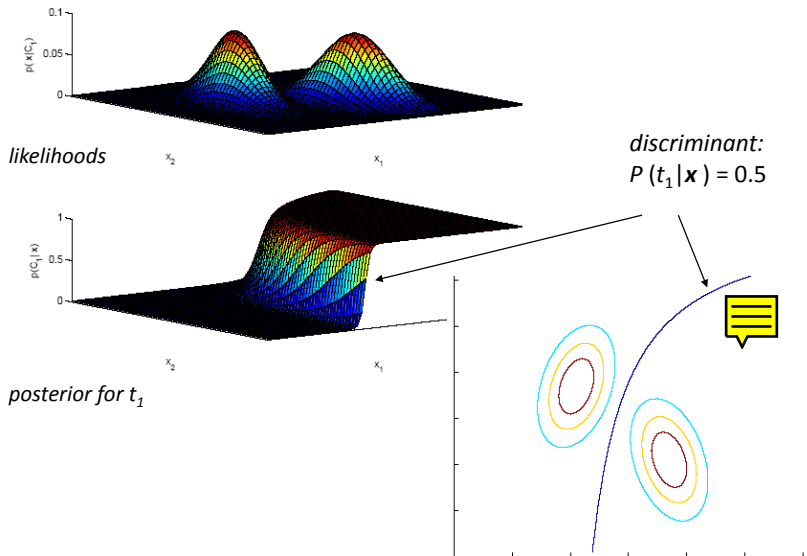 0.1
0.05
0
p(x|C₁)
x₂
x₁
likelihoods
discriminant:
P (t₁|x ) = 0.5
1
0.5
0
p(C₁|x)
x₂
x₁
posterior for t₁